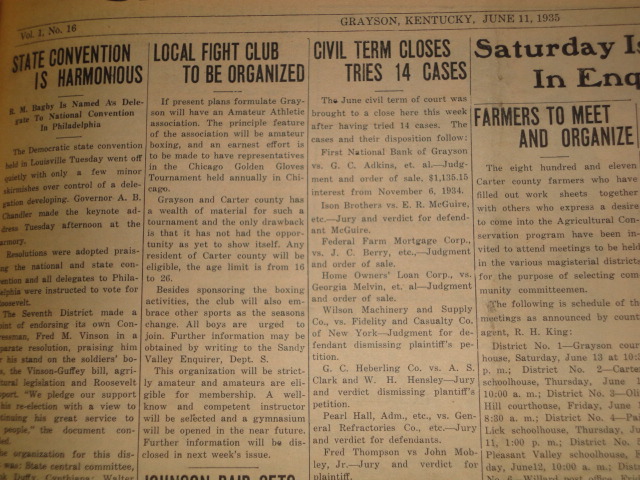 Vol. J, No. 16
GRAYSON, KENTUCKY, JUNE 11, 1935
STATE CONVENTION
IS HARMONIOUS
E. M. Bagby Is Named As Dele-
gate To National Convention
In Philadelphia
The Democratic state convention
held in Louisville Tuesday went off
quietly with only a few minor
skirmishes over control of a dele-
gation developing. Governor A. B.
Chandler made the keynote ad-
dress Tuesday afternoon at the
armory.
Resolutions were adopted prais-
ing the national and state con-
vention and all delegates to Phila-
delphia were instructed to vote for
Roosevelt.
The Seventh District made a
point of endorsing its own Con-
gressman, Fred M. Vinson in a
separate resolution, praising him
for his stand on the soldiers' bo-
nus, the Vinson-Guffey bill, agri-
cultural legislation and Roosevelt
support. "We pledge our support
his re-election with a view to
continuing his great service to
people," the document con-
organization for this dis-
was: State central committee,
Duffy, Cynthiana; Walter
LOCAL FIGHT CLUB
TO BE ORGANIZED
If present plans formulate Gray-
son will have an Amateur Athletic
association. The principle feature
of the association will be amateur
boxing, and an earnest effort is
to be made to have representatives
in the Chicago Golden Gloves
Tournament held annually in Chi-
cago.
Grayson and Carter county has
a wealth of material for such a
tournament and the only drawback
is that it has not had the oppor-
tunity as yet to show itself. Any
resident of Carter county will be
eligible, the age limit is from 16
to 26.
Besides sponsoring the boxing
activities, the club will also em-
brace other sports as the seasons
change. All boys are urged to
join. Further information may be
obtained by writing to the Sandy
Valley Enquirer, Dept. S.
This organization will be strict-
ly amateur and amateurs are eli-
gible for membership. A well-
know and competent instructor
will be selected and a gymnasium
will be opened in the near future.
Further information will be dis-
closed in next week's issue.
JOHNSON PAIR GETS
CIVIL TERM CLOSES
TRIES 14 CASES
The June civil term of court was
brought to a close here this week
after having tried 14 cases. The
cases and their disposition follow:
First National Bank of Grayson
vs. G. C. Adkins, et. al.—Judg-
ment and order of sale, $1,135.15
interest from November 6, 1934.
Ison Brothers vs. E. R. McGuire,
etc.—Jury and verdict for defend-
ant McGuire.
Federal Farm Mortgage Corp.,
vs. J. C. Berry, etc.,—Judgment
and order of sale.
Home Owners' Loan Corp., vs.
Georgia Melvin, et. al—Judgment
and order of sale.
Wilson Machinery and Supply
Co., vs. Fidelity and Casualty Co.
of New York—Judgment for de-
fendant dismissing plaintiff's pe-
tition.
G. C. Heberling Co. vs. A. S.
Clark and W. H. Hensley—Jury
and verdict dismissing plaintiff's
petition.
Pearl Hall, Adm., etc., vs. Gen-
eral Refractories Co., etc.—Jury
and verdict for defendants.
Fred Thompson vs John Mob-
ley, Jr.—Jury and verdict for
plaintiff.
Saturday Is
In Enq
FARMERS TO MEET
AND ORGANIZE
The eight hundred and eleven
Carter county farmers who have
filled out work sheets together
with others who express a desire
to come into the Agricultural Con-
servation program have been in-
vited to attend meetings to be held
in the various magisterial districts
for the purpose of selecting com-
munity committeemen.
The following is schedule of the
meetings as announced by county
agent, R. H. King:
District No. 1—Grayson court
house, Saturday, June 13 at
p. m.; District No. 2—Carter
schoolhouse, Thursday, June
10:00 a. m.; District No. 3—Olive
Hill courthouse, Friday, June
8:30 a. m.; District No. 4—
Lick schoolhouse, Thursday,
11, 1:00 p. m.; District No.
Pleasant Valley schoolhouse,
day, June12, 10:00 a. m.;
No. 6—Willard post office,